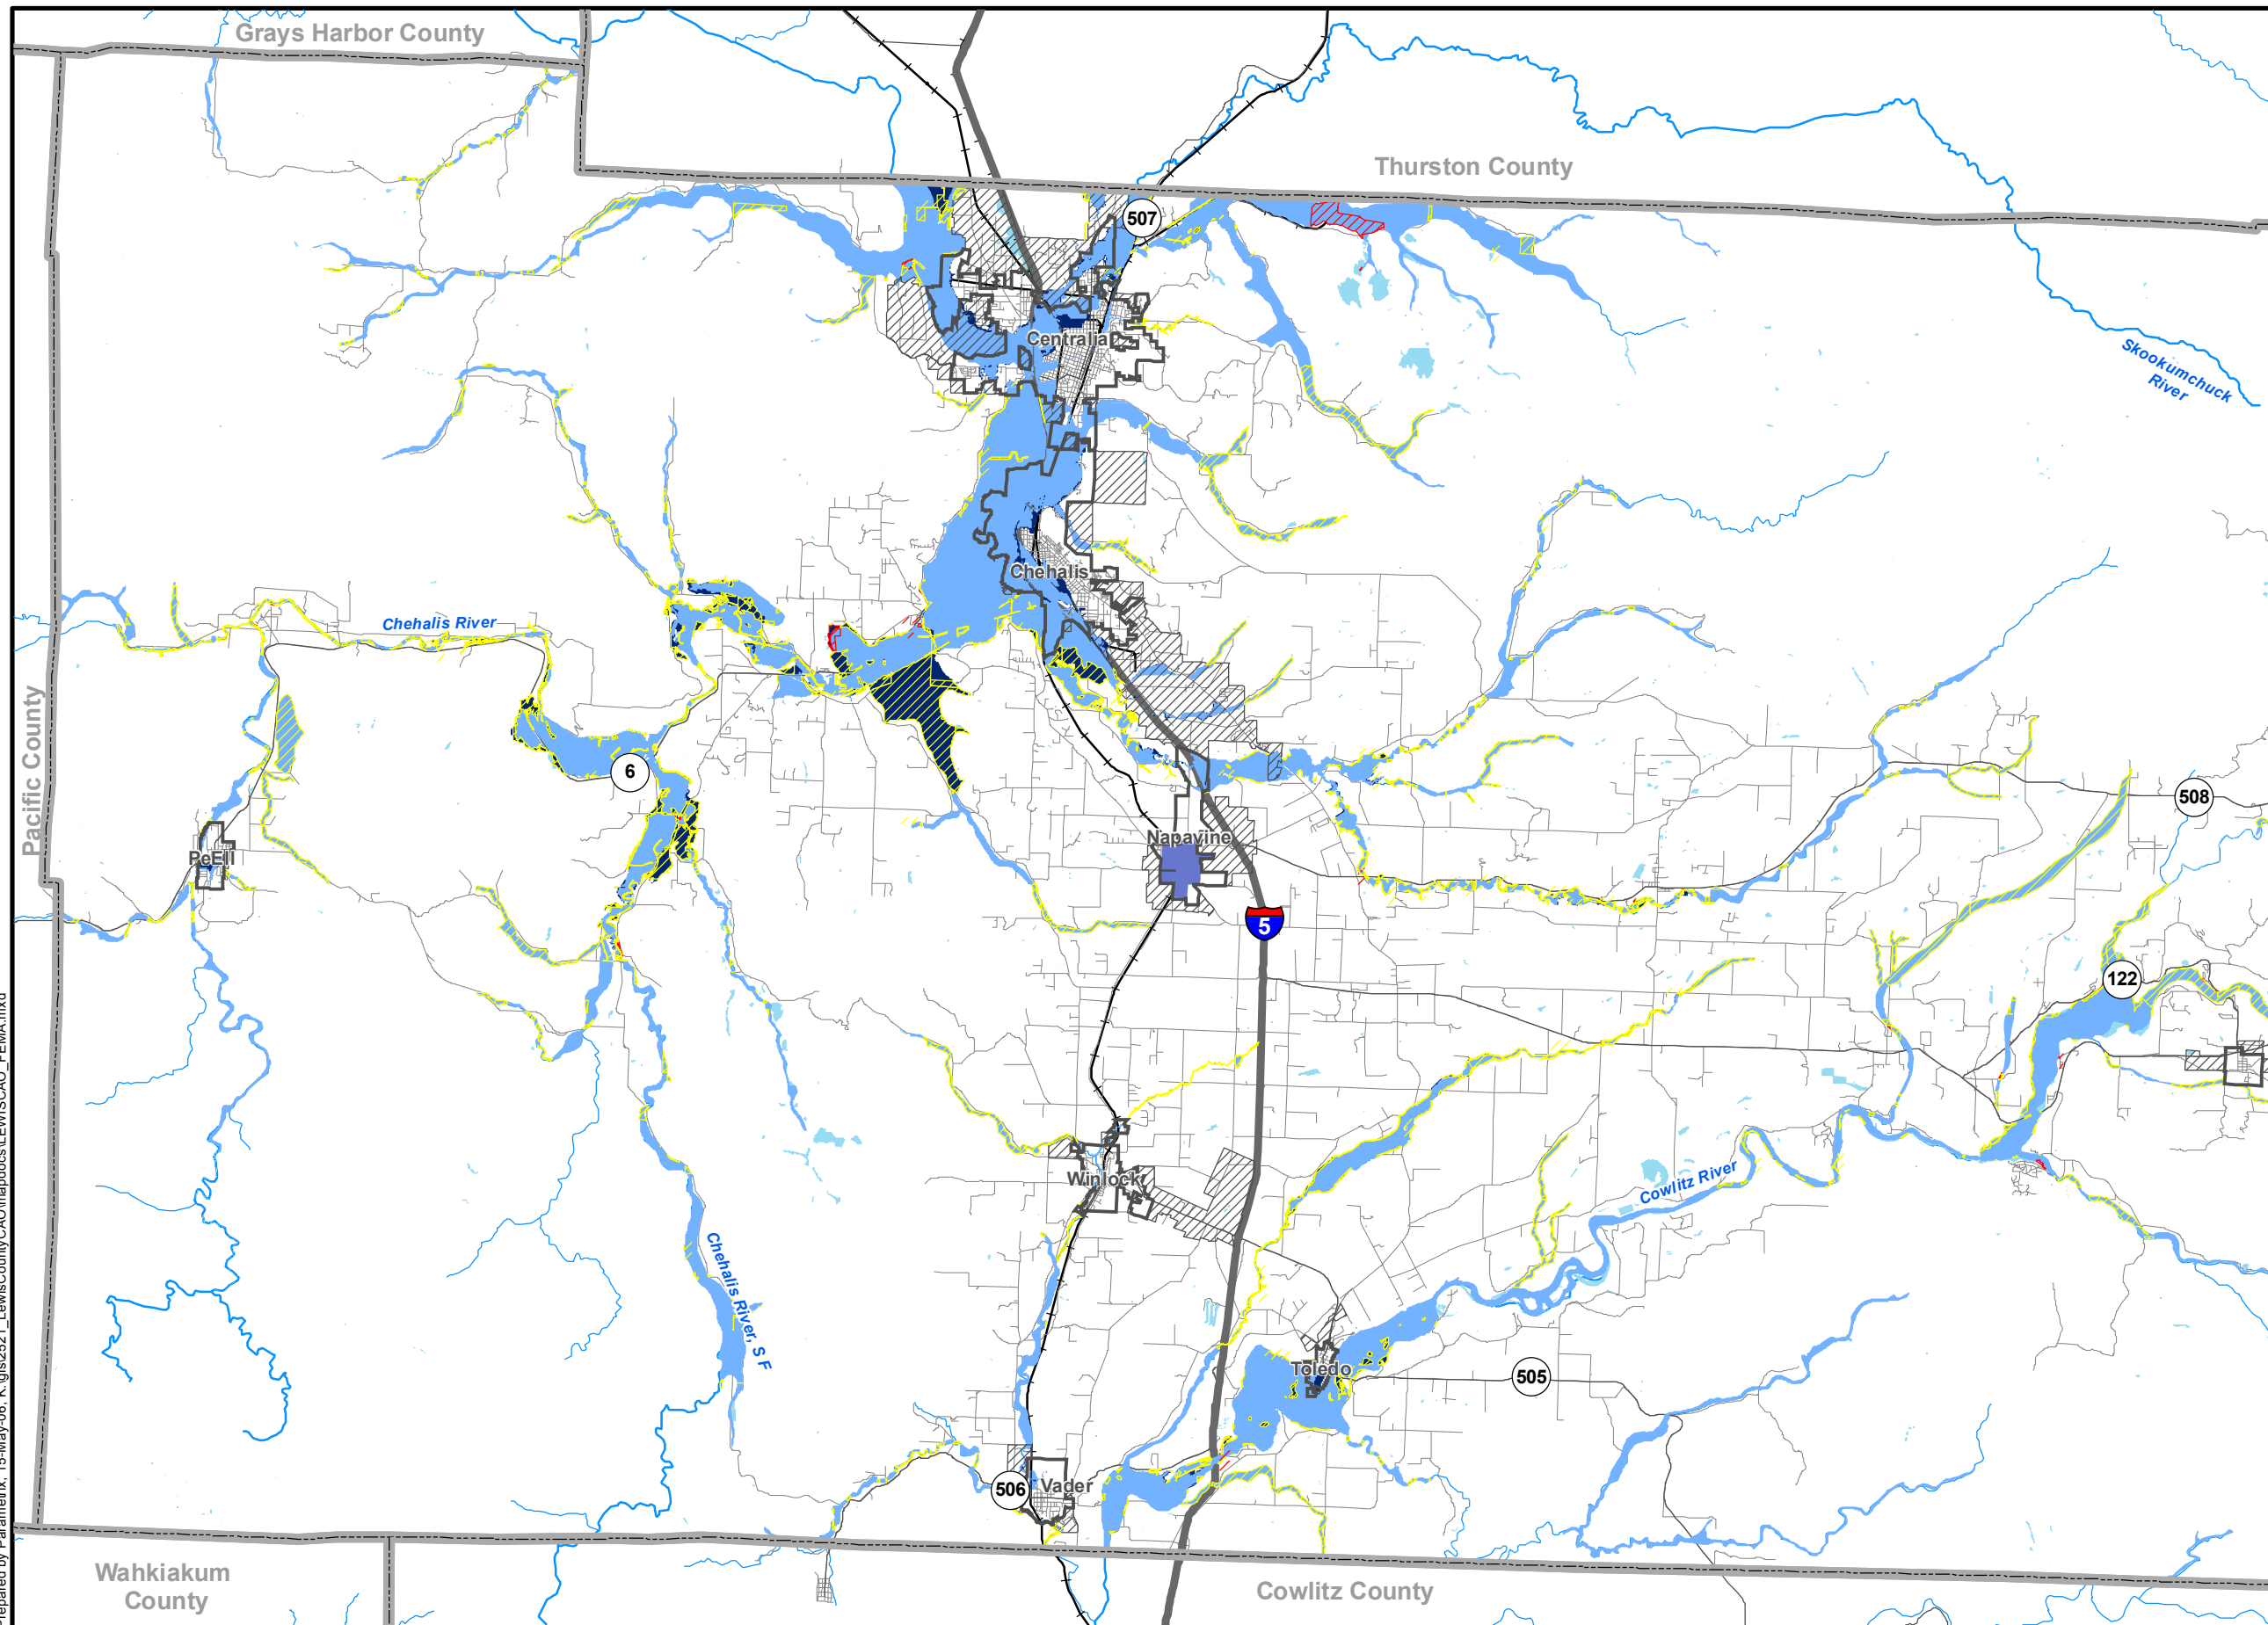 Grays Harbor County
Thurston County
507
Skookumchuck
River
Centralia
Chehalis
Chehalis River
Pacific County
6
508
Napavine
PeEll
5
122
Winlock
Cowlitz River
Chehalis River, S F
Toledo
505
506
Vader
Wahkiakum
County
Cowlitz County